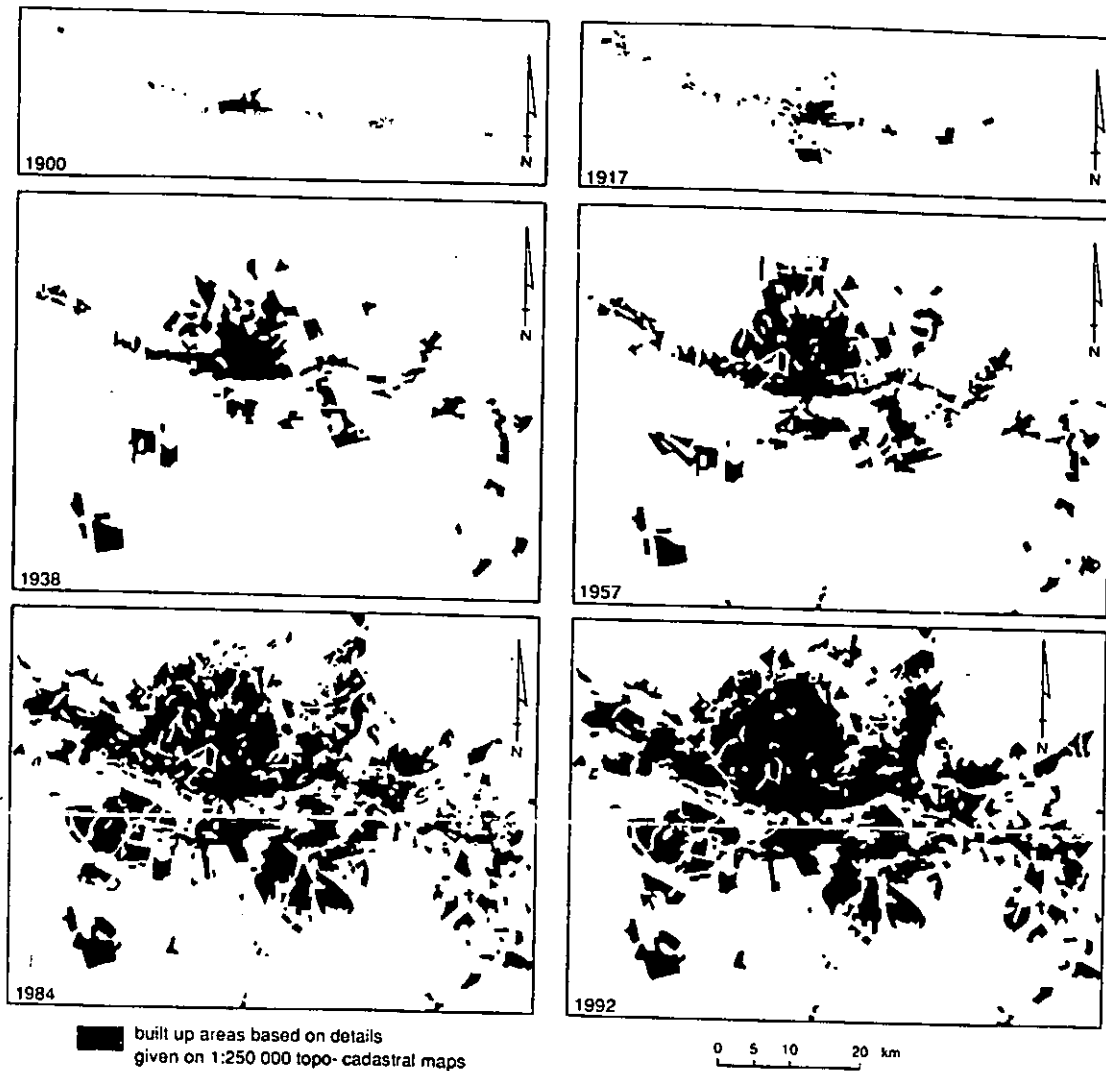 N
1900
N
1917
N
1938
N
1957
N
1984
N
1992
built up areas based on details
given on 1:250 000 topo- cadastral maps
0 5 10 20 km